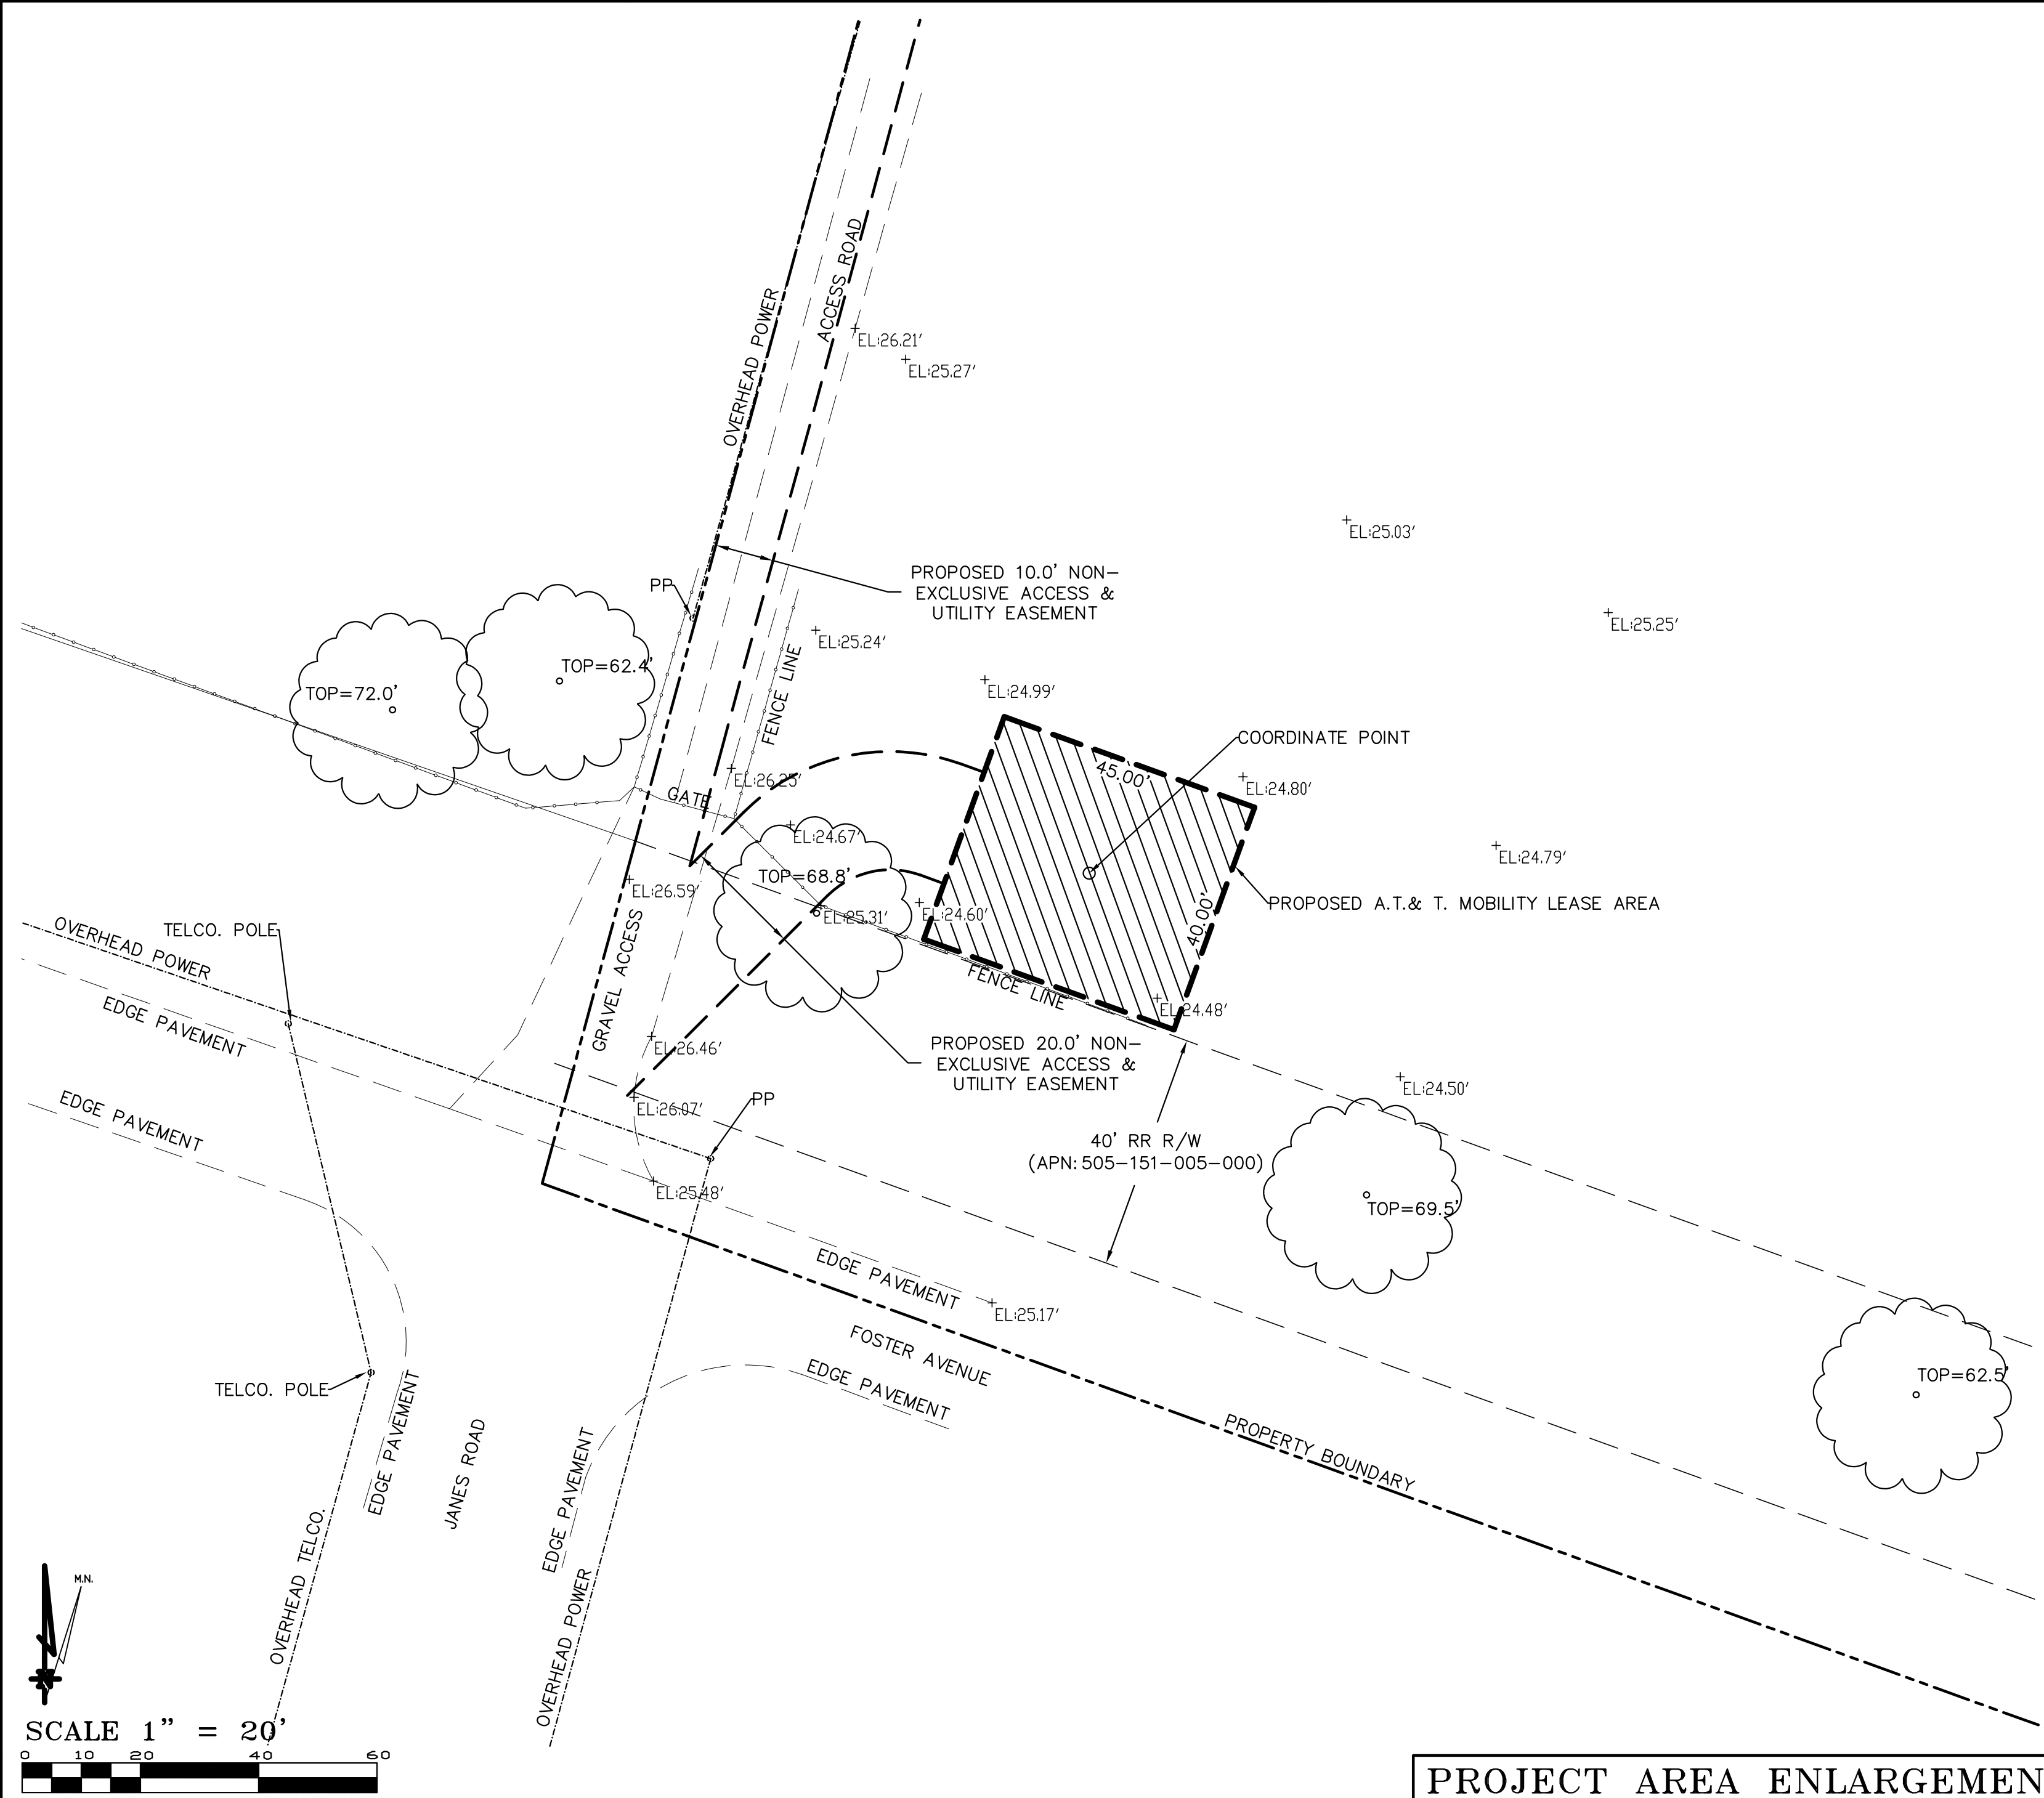 ACCESS ROAD
OVERHEAD POWER
EL:26.21'
EL:25.27'
EL:25.03'
PROPOSED 10.0' NON-
EXCLUSIVE ACCESS &
UTILITY EASEMENT
PP
EL:25.25'
EL:25.24'
FENCE LINE
TOP=62.4'
TOP=72.0'
EL:24.99'
COORDINATE POINT
45.00'
EL:26.25'
EL:24.80'
GATE
EL:24.67'
EL:24.79'
TOP=68.8'
EL:26.59'
PROPOSED A.T.& T. MOBILITY LEASE AREA
EL:25.31'
EL:24.60'
40.00'
TELCO. POLE
OVERHEAD POWER
GRAVEL ACCESS
FENCE LINE
EL:24.48'
EDGE PAVEMENT
EL:26.46'
PROPOSED 20.0' NON-
EXCLUSIVE ACCESS &
UTILITY EASEMENT
EL:24.50'
EDGE PAVEMENT
EL:26.07'
PP
40' RR R/W
(APN: 505-151-005-000)
EL:25.48'
TOP=69.5'
EDGE PAVEMENT
EL:25.17'
FOSTER AVENUE
TOP=62.5'
TELCO. POLE
EDGE PAVEMENT
EDGE PAVEMENT
PROPERTY BOUNDARY
JANES ROAD
EDGE PAVEMENT
OVERHEAD TELCO.
OVERHEAD POWER
M.N.
SCALE 1" = 20'
0 10 20 40 60
PROJECT AREA ENLARGEMEN